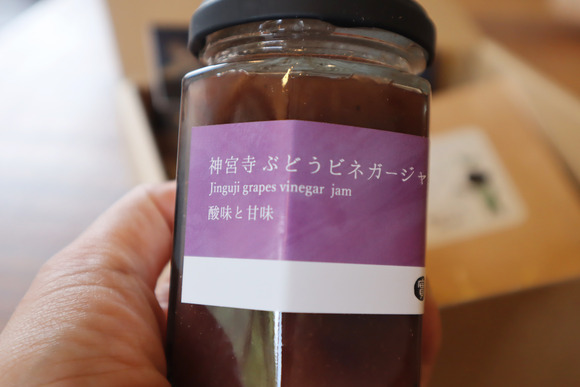 神宮寺ぶどうビネガージャ
Jinguji grapes vinegar jam
酸味と甘味